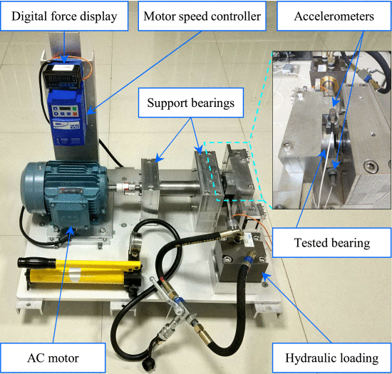 Digital force display
Motor speed controller
Accelerometers
Support bearings
Tested bearing
AC motor
Hydraulic loading